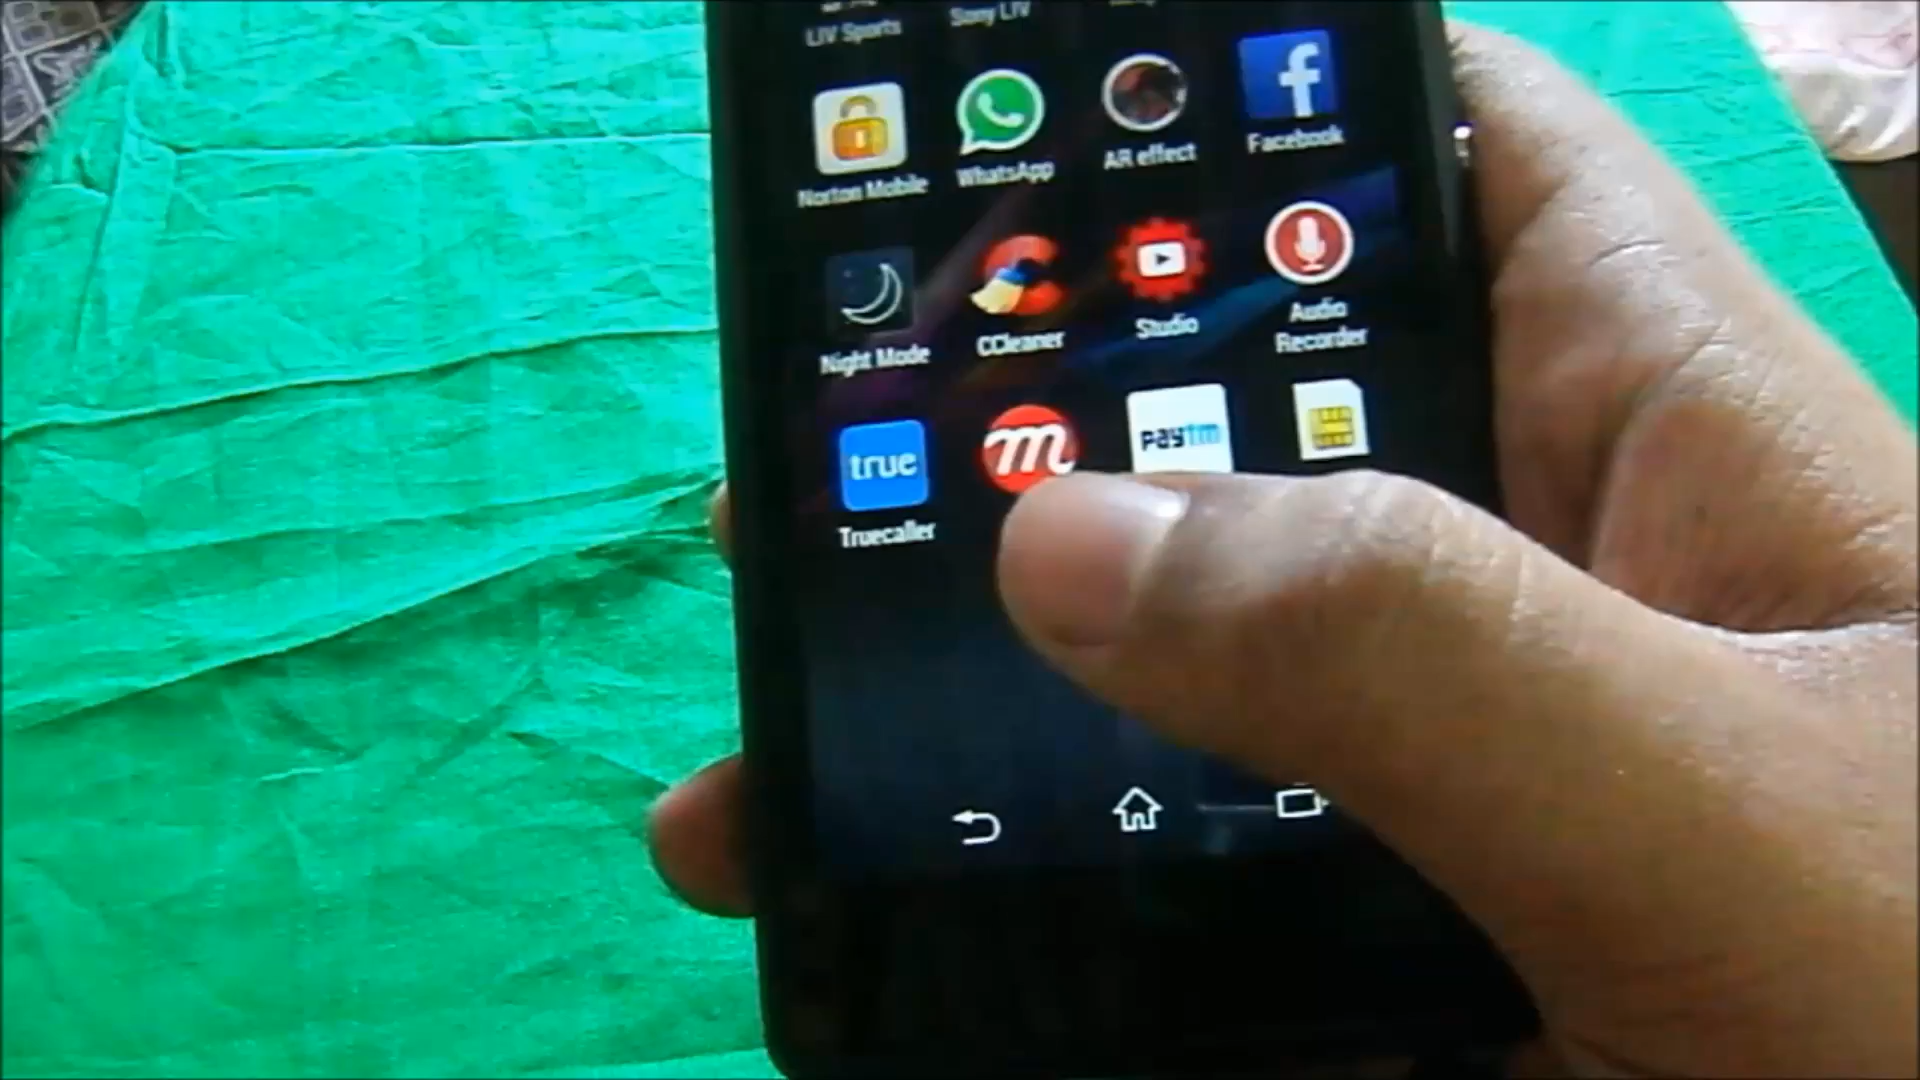 LIV Sports
Sony LIV
Norton Mobile
WhatsApp
AR effect
Facebook
Night Mode
CCleaner
Studio
Audio
Recorder
true
m
paytm
Truecaller